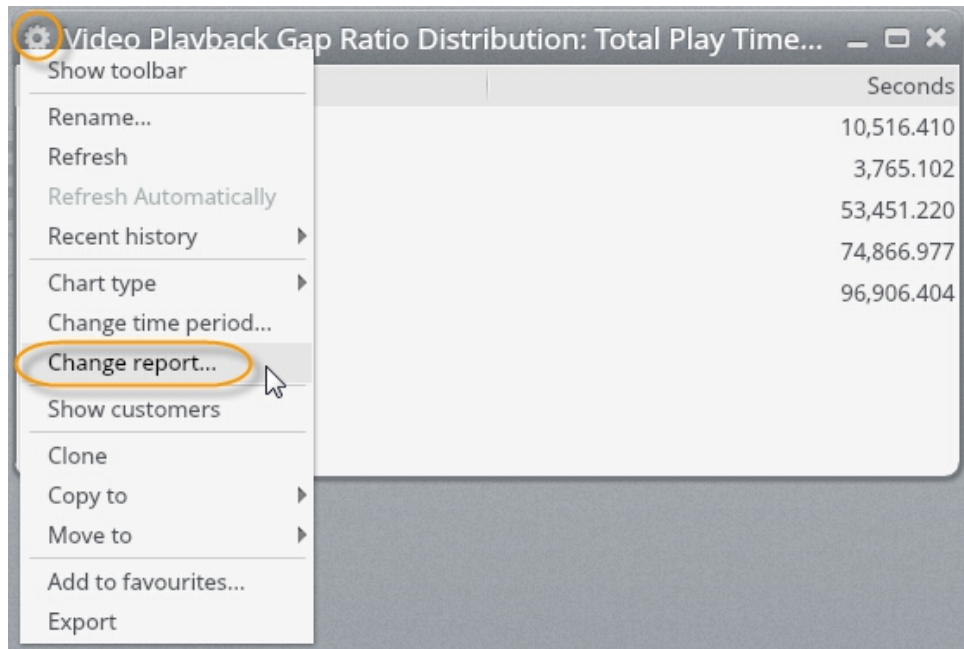 Video Playback Gap Ratio Distribution: Total Play Time...
Seconds
10,516.410
3,765.102
53,451.220
74,866.977
96,906.404
Show toolbar
Rename...
Refresh
Refresh Automatically
Recent history
Chart type
Change time period...
Change report...
Show customers
Clone
Copy to
Move to
Add to favourites...
Export